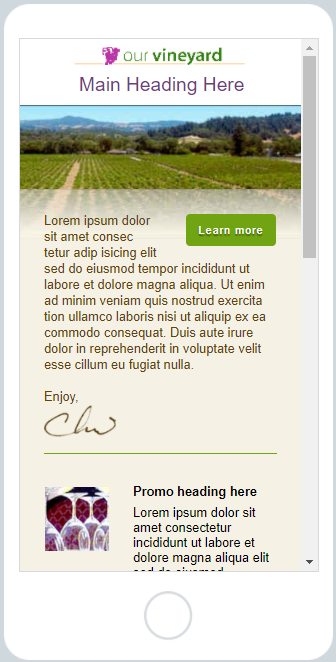 our vineyard
Main Heading Here
Lorem ipsum dolor
sit amet consec
tetur adip isicing elit
Learn more
sed do eiusmod tempor incididunt ut
labore et dolore magna aliqua. Ut enim
ad minim veniam quis nostrud exercita
tion ullamco laboris nisi ut aliquip ex ea
commodo consequat. Duis aute irure
dolor in reprehenderit in voluptate velit
esse cillum eu fugiat nulla.
Enjoy,
Promo heading here
Lorem ipsum dolor sit
amet consectetur
incididunt ut labore et
dolore magna aliqua elit
sed do eiusmod